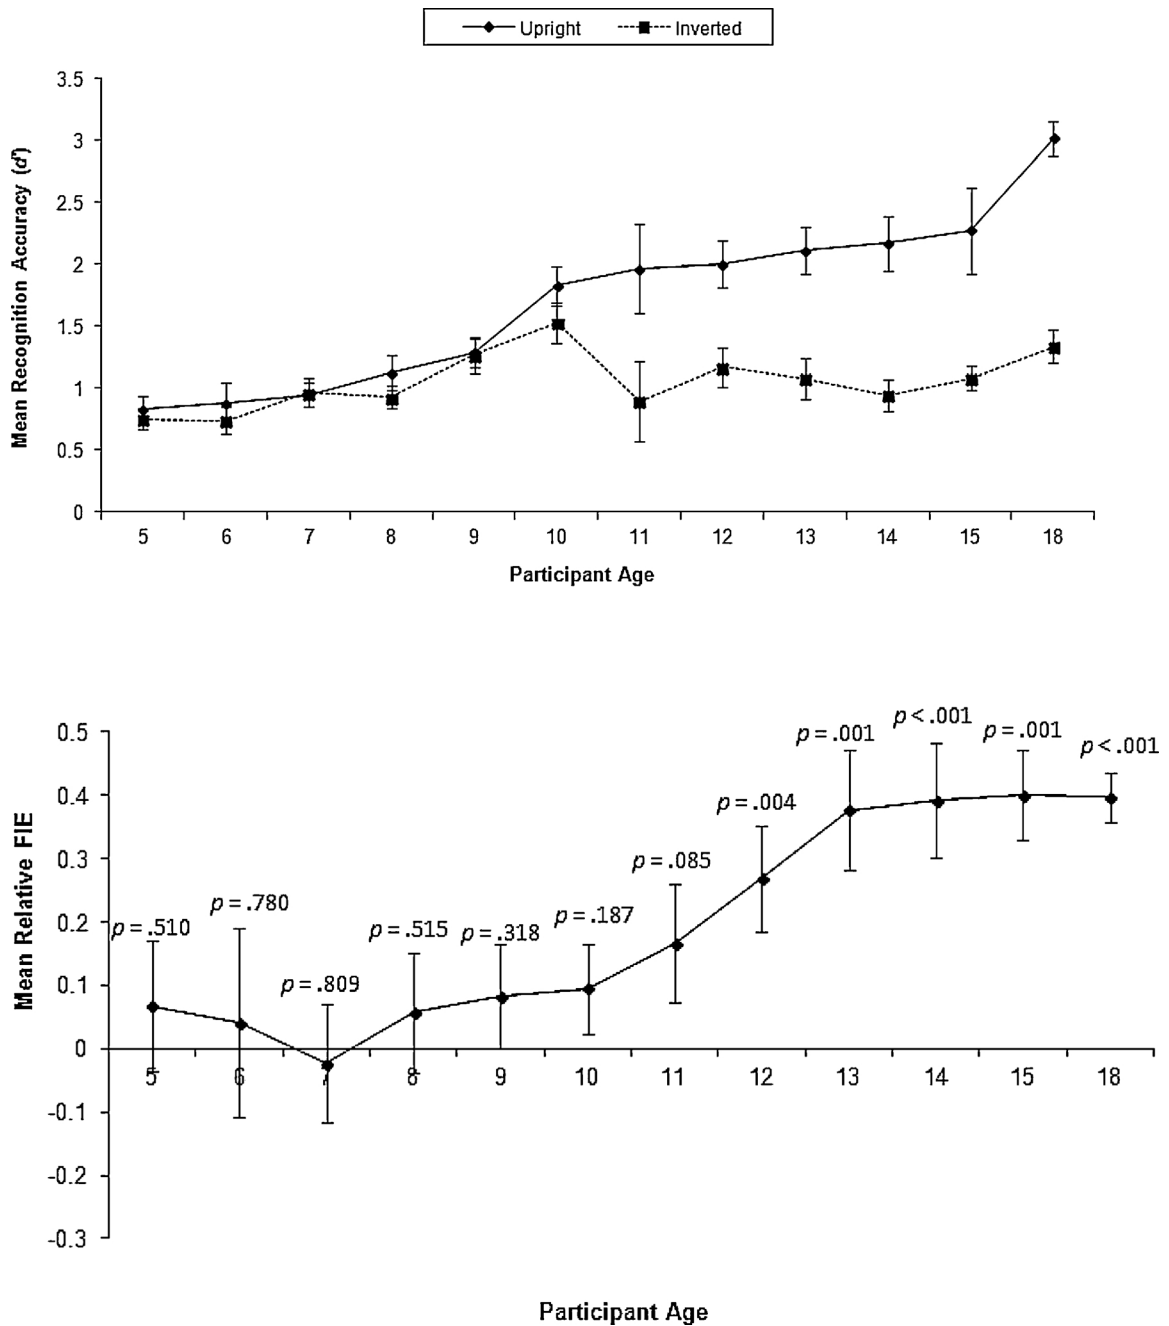 Upright Inverted
3.5
3
2.5
2
1.5
1
0.5
0
Mean Recognition Accuracy (d')
5 6 7 8 9 10 11 12 13 14 15 18
Participant Age
0.5
0.4
0.3
0.2
0.1
0
-0.1
-0.2
-0.3
Mean Relative FIE
p = .510
p = .780
p = .809
p = .515
p = .318
p = .187
p = .085
p = .004
p = .001
p < .001
p = .001
p < .001
5 6 7 8 9 10 11 12 13 14 15 18
Participant Age